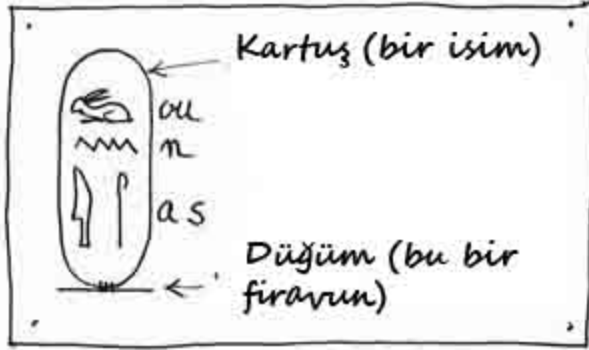 Kartuş (bir isim)
ou
n
as
Düğüm (bu bir
firavun)